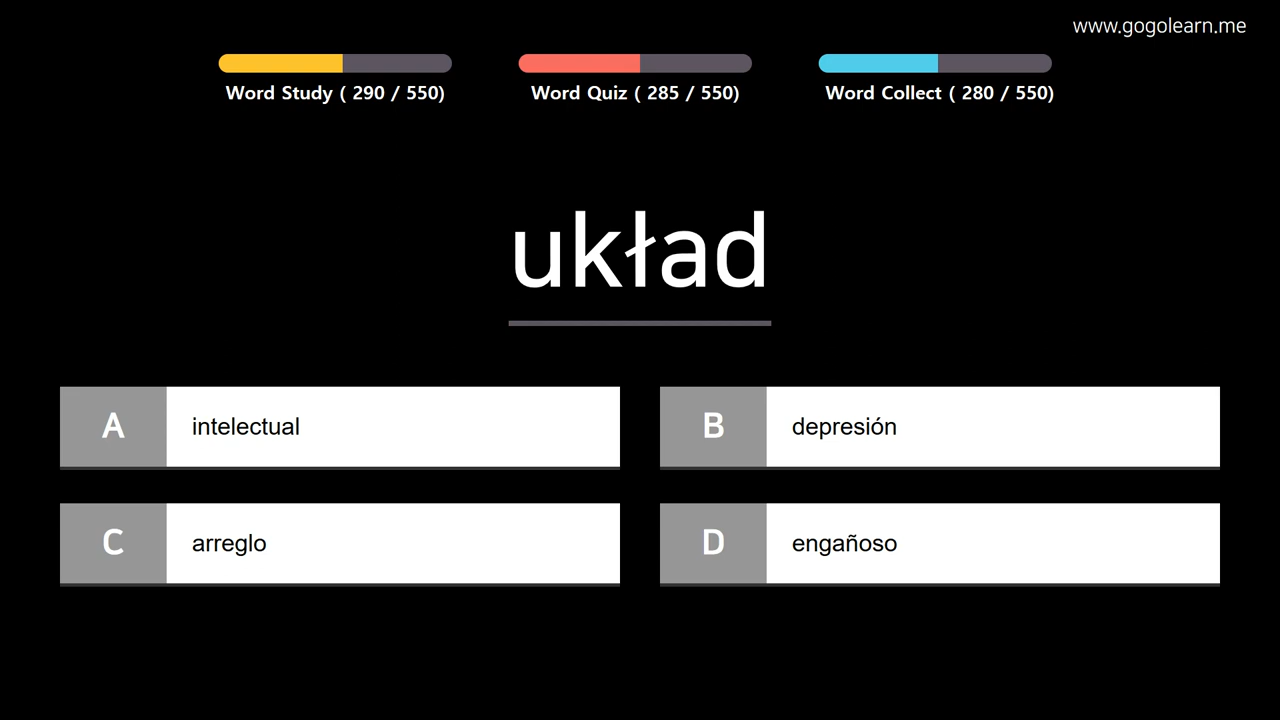 www.gogolearn.me
Word Study ( 290 / 550)
Word Quiz ( 285 / 550)
Word Collect ( 280 / 550)
układ
A intelectual
B depresión
C arreglo
D engañoso